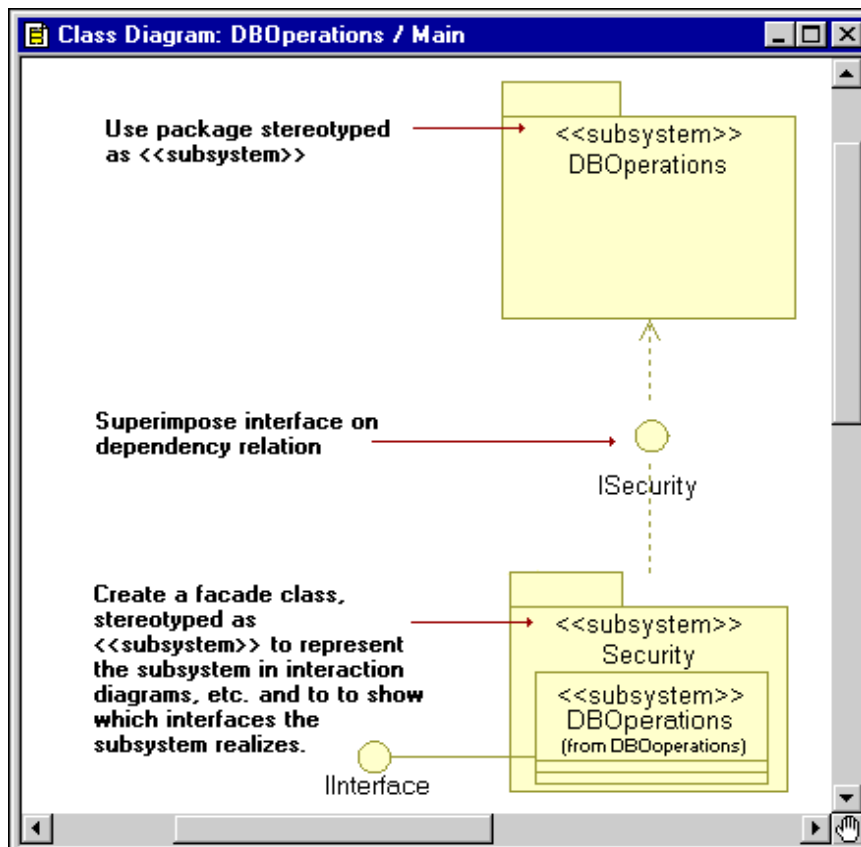 Class Diagram: DBOperations / Main
Use package stereotyped
as <<subsystem>>
<<subsystem>>
DBOperations
Superimpose interface on
dependency relation
ISecurity
Create a facade class,
stereotyped as
<<subsystem>> to represent
the subsystem in interaction
diagrams, etc. and to to show
which interfaces the
subsystem realizes.
<<subsystem>>
Security
<<subsystem>>
DBOperations
(from DBOoperations)
IInterface